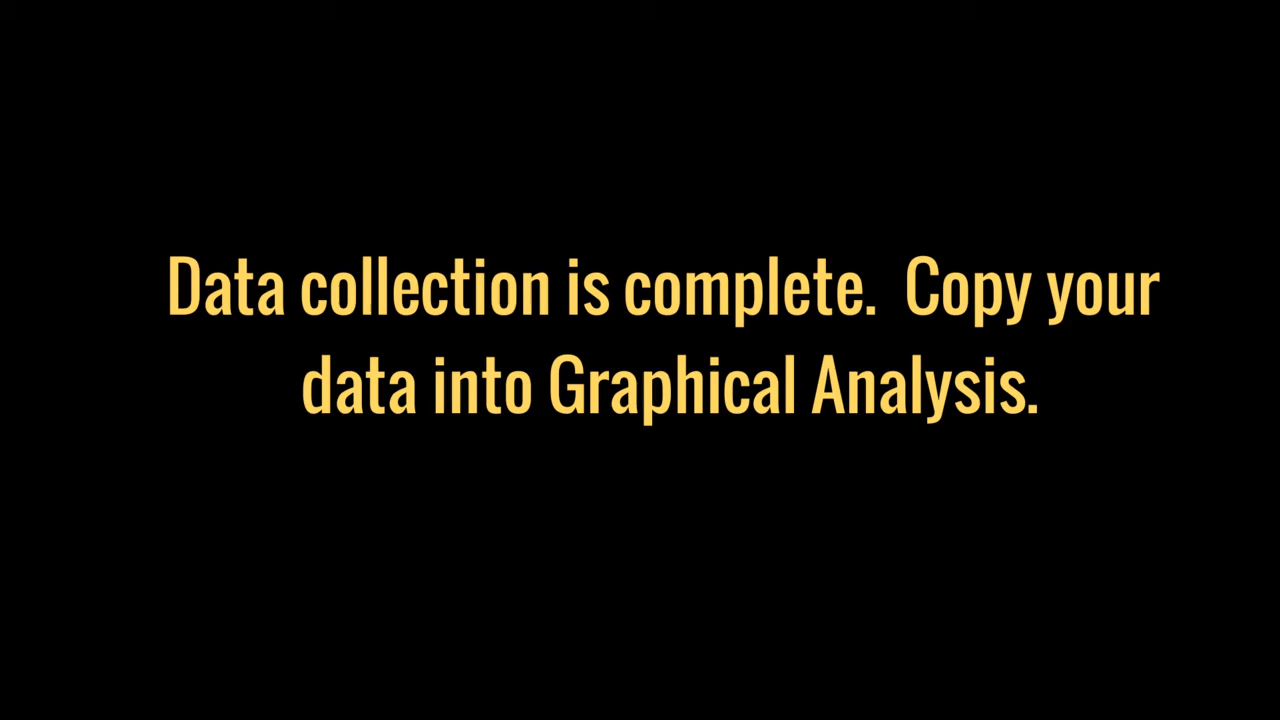 Data collection is complete.  Copy your
data into Graphical Analysis.